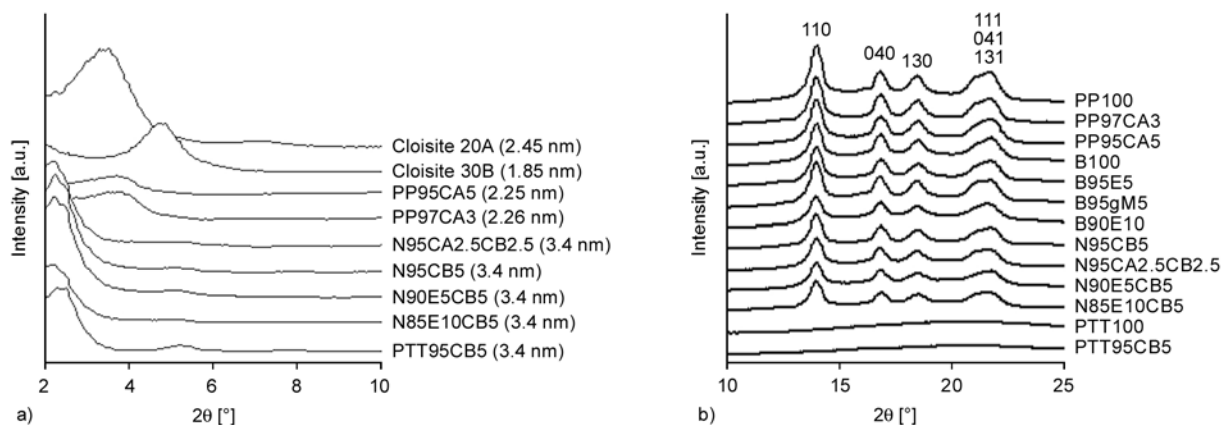 Intensity [a.u.]
Cloisite 20A (2.45 nm)
Cloisite 30B (1.85 nm)
PP95CA5 (2.25 nm)
PP97CA3 (2.26 nm)
N95CA2.5CB2.5 (3.4 nm)
N95CB5 (3.4 nm)
N90E5CB5 (3.4 nm)
N85E10CB5 (3.4 nm)
PTT95CB5 (3.4 nm)
2 4 6 8 10
a) 2θ [°]
Intensity [a.u.]
110
040
130
111
041
131
PP100
PP97CA3
PP95CA5
B100
B95E5
B95gM5
B90E10
N95CB5
N95CA2.5CB2.5
N90E5CB5
N85E10CB5
PTT100
PTT95CB5
10 15 20 25
b) 2θ [°]